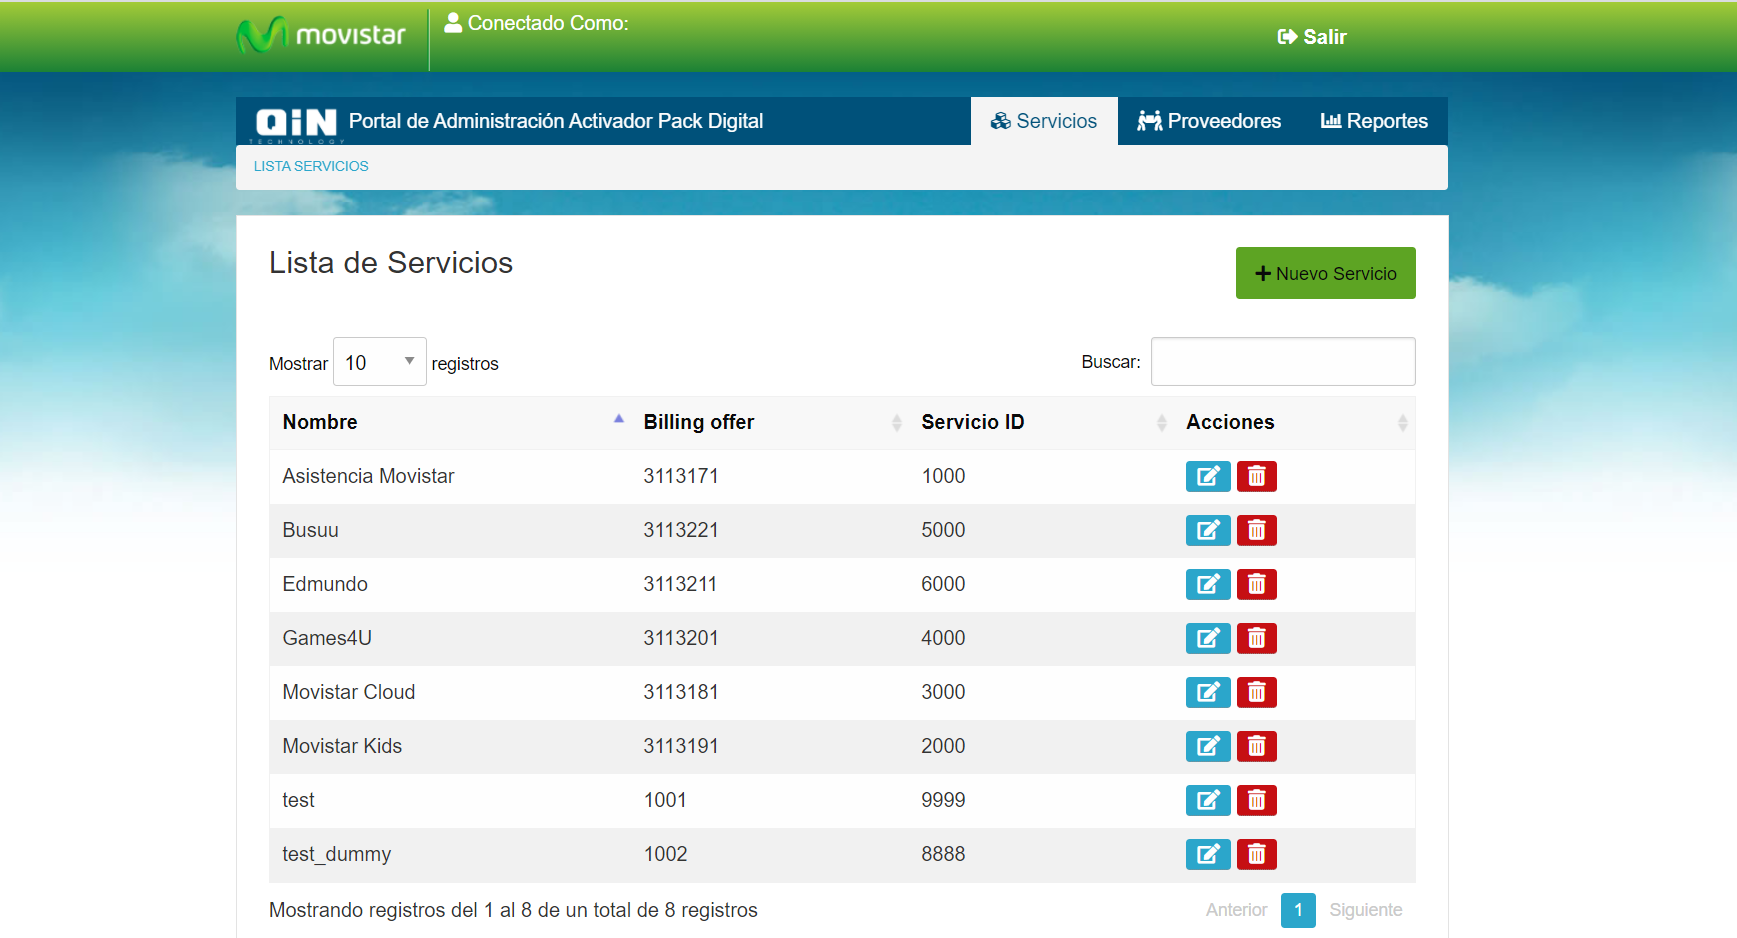 movistar
Conectado Como:
Salir
QiN
TECHNOLOGY
Portal de Administración Activador Pack Digital
Servicios
Proveedores
Reportes
LISTA SERVICIOS
Lista de Servicios
Nuevo Servicio
Mostrar 10 registros
Buscar:
Nombre Billing offer Servicio ID Acciones
Asistencia Movistar 3113171 1000
Busuu 3113221 5000
Edmundo 3113211 6000
Games4U 3113201 4000
Movistar Cloud 3113181 3000
Movistar Kids 3113191 2000
test 1001 9999
test_dummy 1002 8888
Mostrando registros del 1 al 8 de un total de 8 registros
Anterior 1 Siguiente